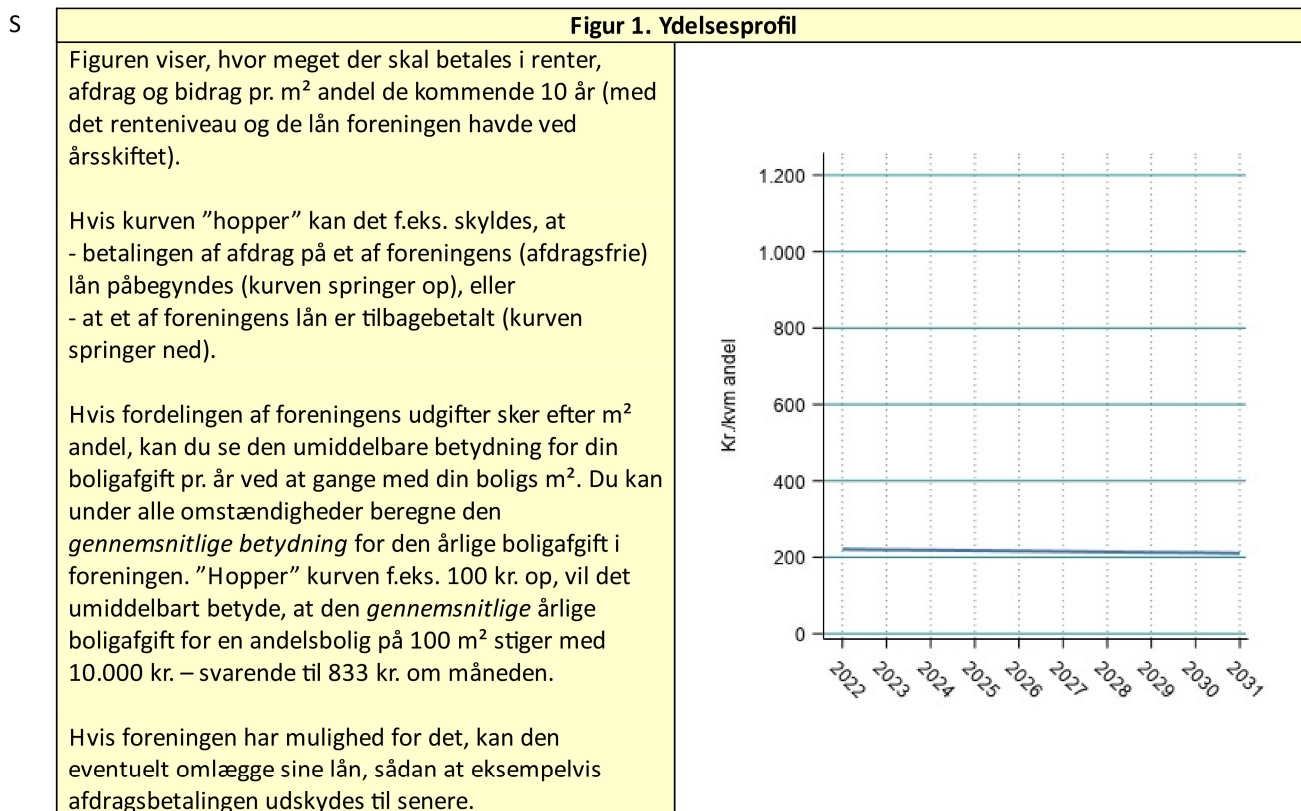 S
Figur 1. Ydelsesprofil
Figuren viser, hvor meget der skal betales i renter,
afdrag og bidrag pr. m² andel de kommende 10 år (med
det renteniveau og de lån foreningen havde ved
årsskiftet).
Hvis kurven ”hopper” kan det f.eks. skyldes, at
- betalingen af afdrag på et af foreningens (afdragsfrie)
lån påbegyndes (kurven springer op), eller
- at et af foreningens lån er tilbagebetalt (kurven
springer ned).
Hvis fordelingen af foreningens udgifter sker efter m²
andel, kan du se den umiddelbare betydning for din
boligafgift pr. år ved at gange med din boligs m². Du kan
under alle omstændigheder beregne den
gennemsnitlige betydning for den årlige boligafgift i
foreningen. ”Hopper” kurven f.eks. 100 kr. op, vil det
umiddelbart betyde, at den gennemsnitlige årlige
boligafgift for en andelsbolig på 100 m² stiger med
10.000 kr. – svarende til 833 kr. om måneden.
Hvis foreningen har mulighed for det, kan den
eventuelt omlægge sine lån, sådan at eksempelvis
afdragsbetalingen udskydes til senere.
Kr./kvm andel
1.200
1.000
800
600
400
200
0
2022
2023
2024
2025
2026
2027
2028
2029
2030
2031